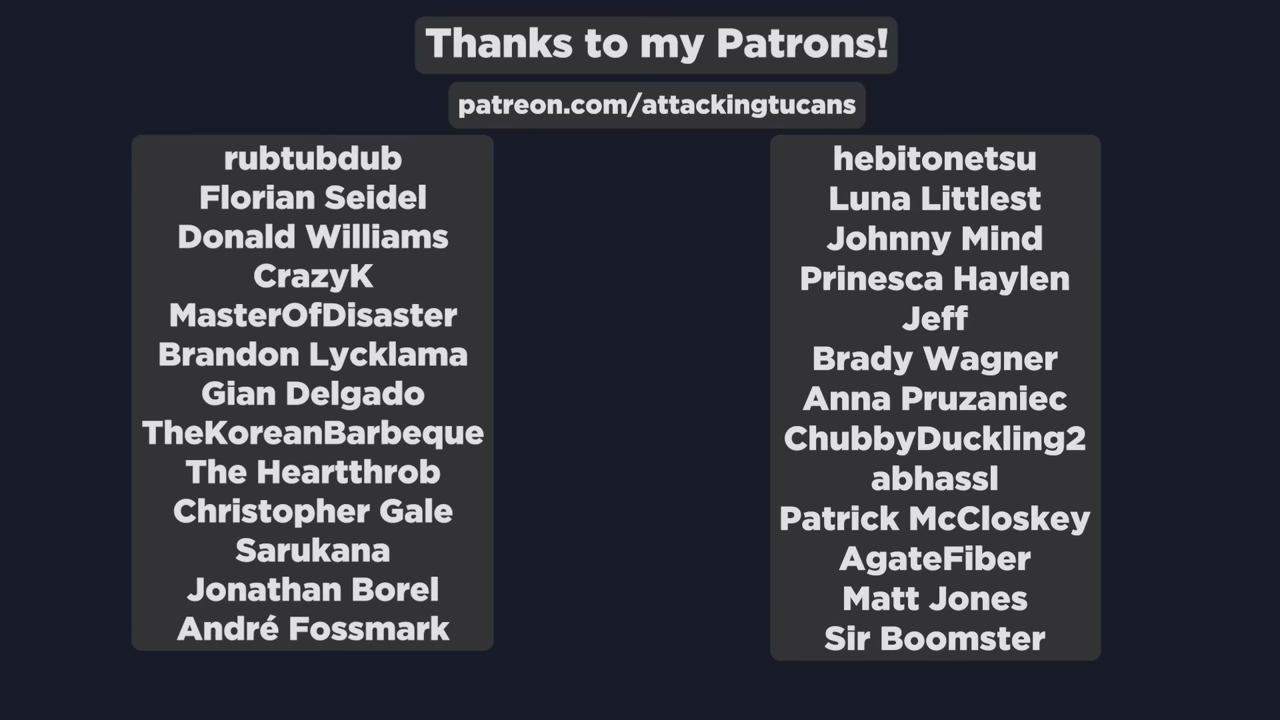 Thanks to my Patrons!
patreon.com/attackingtucans
rubtubdub
Florian Seidel
Donald Williams
CrazyK
MasterOfDisaster
Brandon Lycklama
Gian Delgado
TheKoreanBarbeque
The Heartthrob
Christopher Gale
Sarukana
Jonathan Borel
André Fossmark
hebitonetsu
Luna Littlest
Johnny Mind
Prinesca Haylen
Jeff
Brady Wagner
Anna Pruzaniec
ChubbyDuckling2
abhassl
Patrick McCloskey
AgateFiber
Matt Jones
Sir Boomster